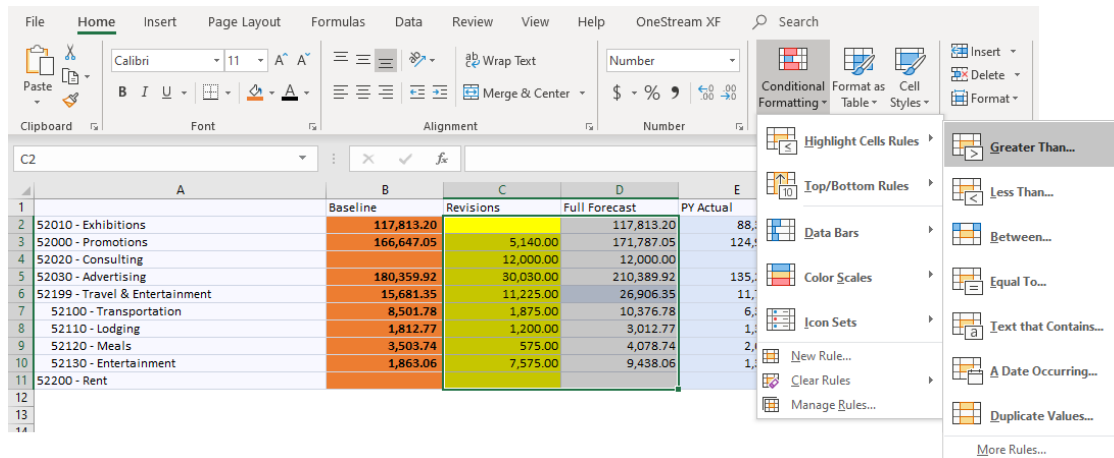 File Home Insert Page Layout Formulas Data Review View Help OneStream XF Search
Paste
Calibri 11 A^ A˅
B I U A
Wrap Text
Merge & Center
Number
$ % 9 .00
Conditional Formatting
Format as Table
Cell Styles
Insert
Delete
Format
Clipboard Font Alignment Number
C2 fx
A B C D E
1 Baseline Revisions Full Forecast PY Actual
2 52010 - Exhibitions 117,813.20 117,813.20 88,
3 52000 - Promotions 166,647.05 5,140.00 171,787.05 124,
4 52020 - Consulting 12,000.00 12,000.00
5 52030 - Advertising 180,359.92 30,030.00 210,389.92 135,
6 52199 - Travel & Entertainment 15,681.35 11,225.00 26,906.35 11,
7 52100 - Transportation 8,501.78 1,875.00 10,376.78 6,
8 52110 - Lodging 1,812.77 1,200.00 3,012.77 1,
9 52120 - Meals 3,503.74 575.00 4,078.74 2,
10 52130 - Entertainment 1,863.06 7,575.00 9,438.06 1,
11 52200 - Rent
12
13
14
Highlight Cells Rules
Top/Bottom Rules
Data Bars
Color Scales
Icon Sets
New Rule...
Clear Rules
Manage Rules...
Greater Than...
Less Than...
Between...
Equal To...
Text that Contains...
A Date Occurring...
Duplicate Values...
More Rules...